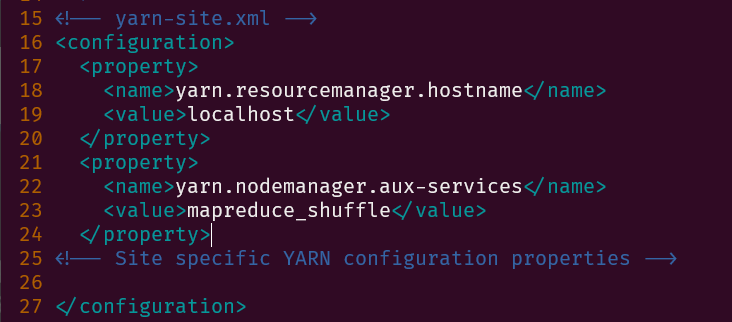 15 <!-- yarn-site.xml -->
16 <configuration>
17   <property>
18     <name>yarn.resourcemanager.hostname</name>
19     <value>localhost</value>
20   </property>
21   <property>
22     <name>yarn.nodemanager.aux-services</name>
23     <value>mapreduce_shuffle</value>
24   </property>
25 <!-- Site specific YARN configuration properties -->
26
27 </configuration>